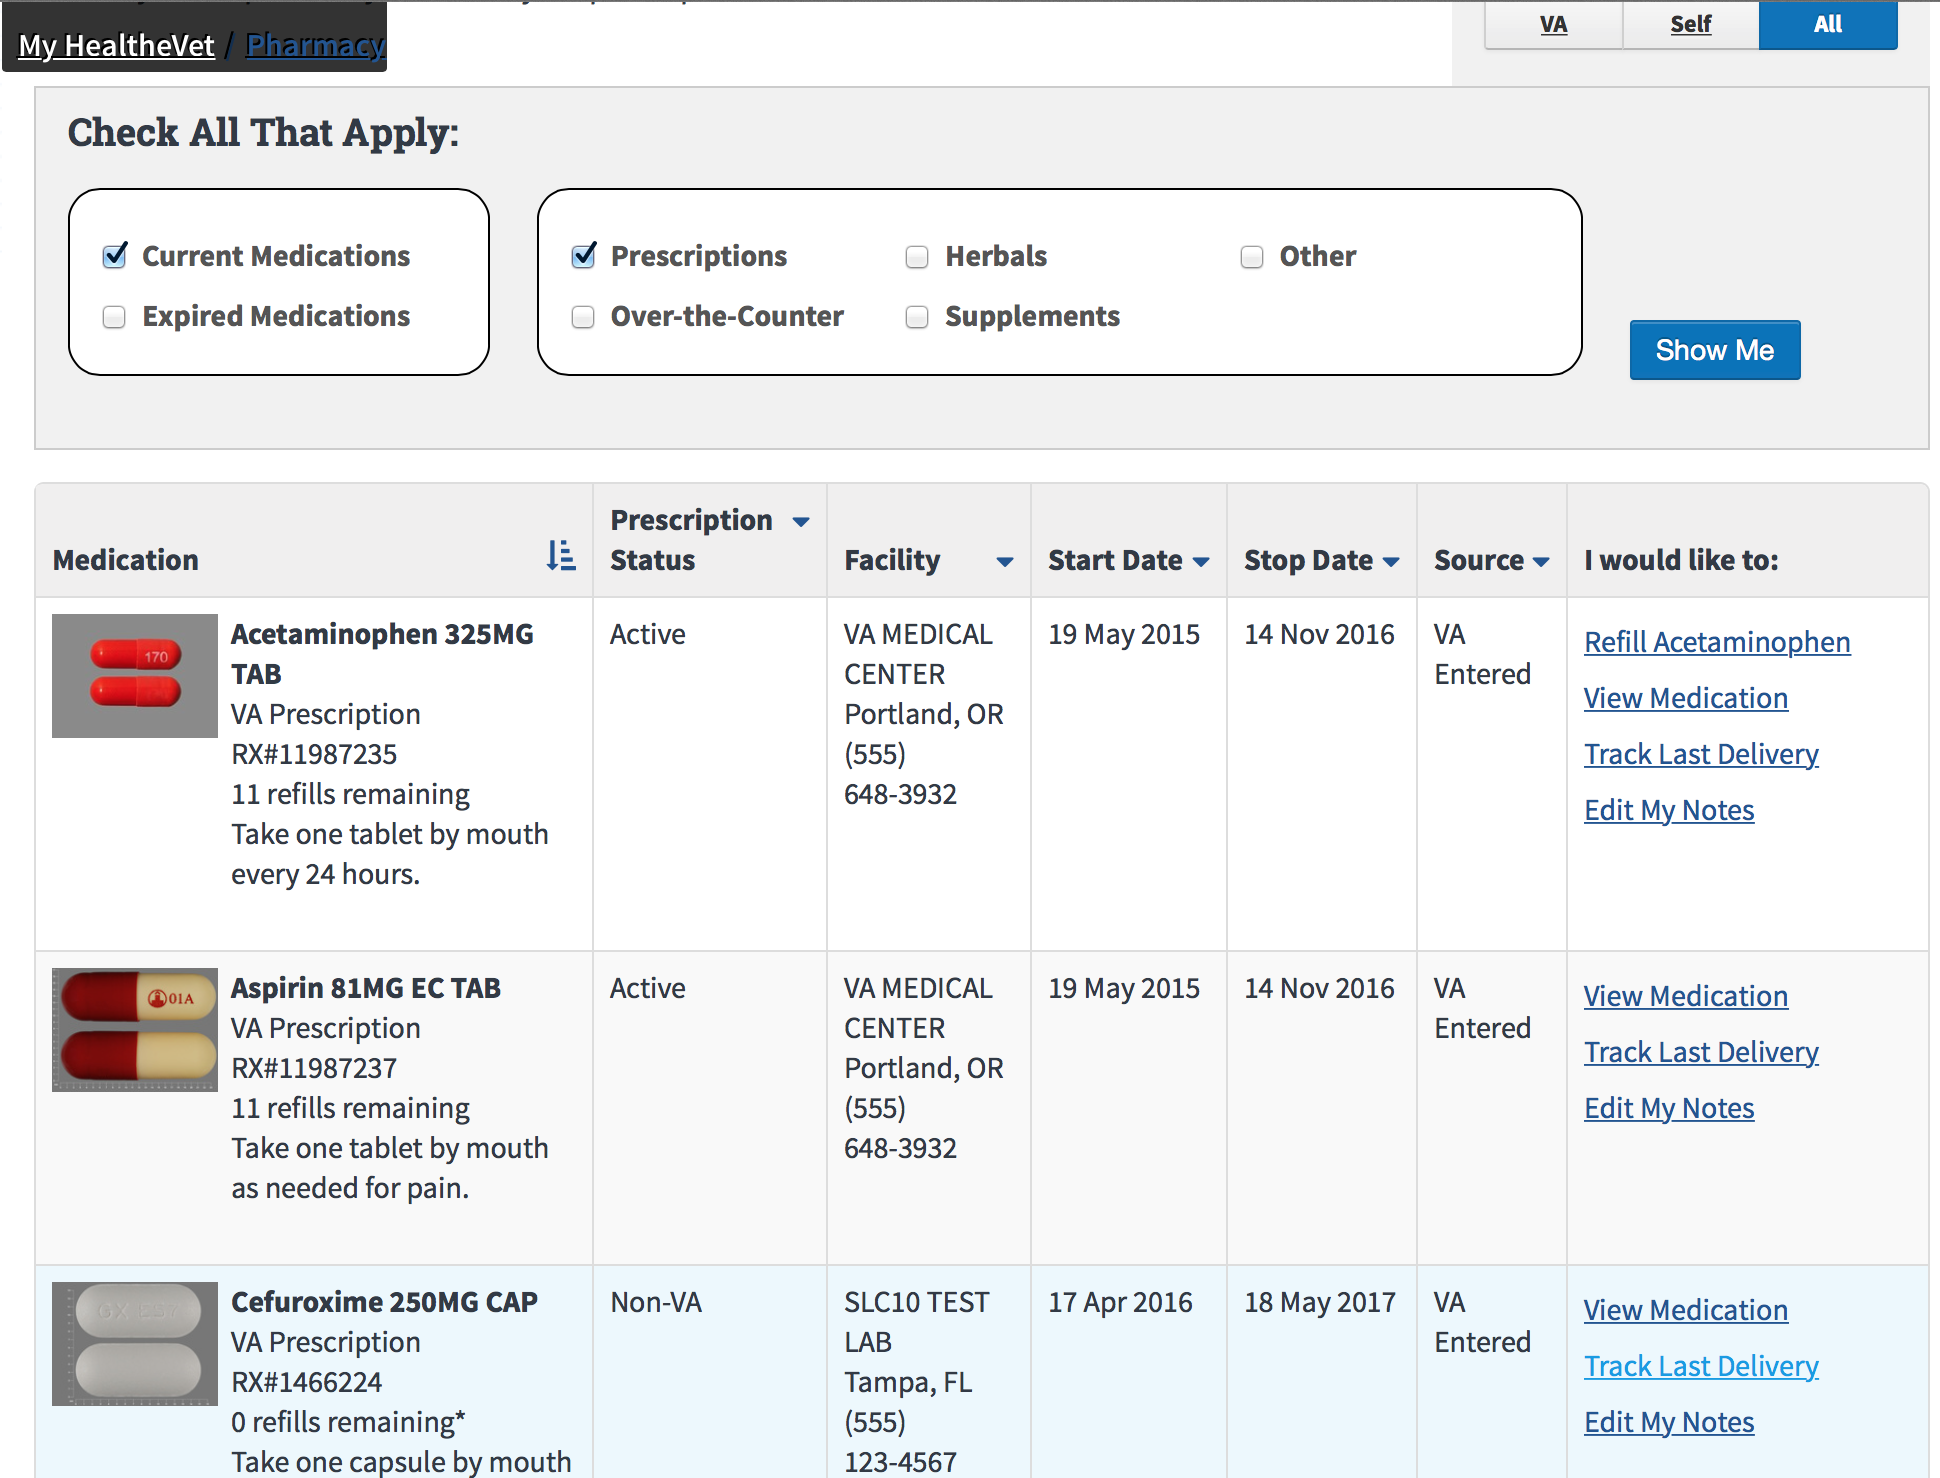 My HealtheVet / Pharmacy
VA
Self
All
Check All That Apply:
Current Medications
Expired Medications
Prescriptions
Herbals
Other
Over-the-Counter
Supplements
Show Me
Medication
Prescription
Status
Facility
Start Date
Stop Date
Source
I would like to:
170
Acetaminophen 325MG
TAB
VA Prescription
RX#11987235
11 refills remaining
Take one tablet by mouth
every 24 hours.
Active
VA MEDICAL
CENTER
Portland, OR
(555)
648-3932
19 May 2015
14 Nov 2016
VA
Entered
Refill Acetaminophen
View Medication
Track Last Delivery
Edit My Notes
01A
Aspirin 81MG EC TAB
VA Prescription
RX#11987237
11 refills remaining
Take one tablet by mouth
as needed for pain.
Active
VA MEDICAL
CENTER
Portland, OR
(555)
648-3932
19 May 2015
14 Nov 2016
VA
Entered
View Medication
Track Last Delivery
Edit My Notes
GX E57
Cefuroxime 250MG CAP
VA Prescription
RX#1466224
0 refills remaining*
Take one capsule by mouth
Non-VA
SLC10 TEST
LAB
Tampa, FL
(555)
123-4567
17 Apr 2016
18 May 2017
VA
Entered
View Medication
Track Last Delivery
Edit My Notes